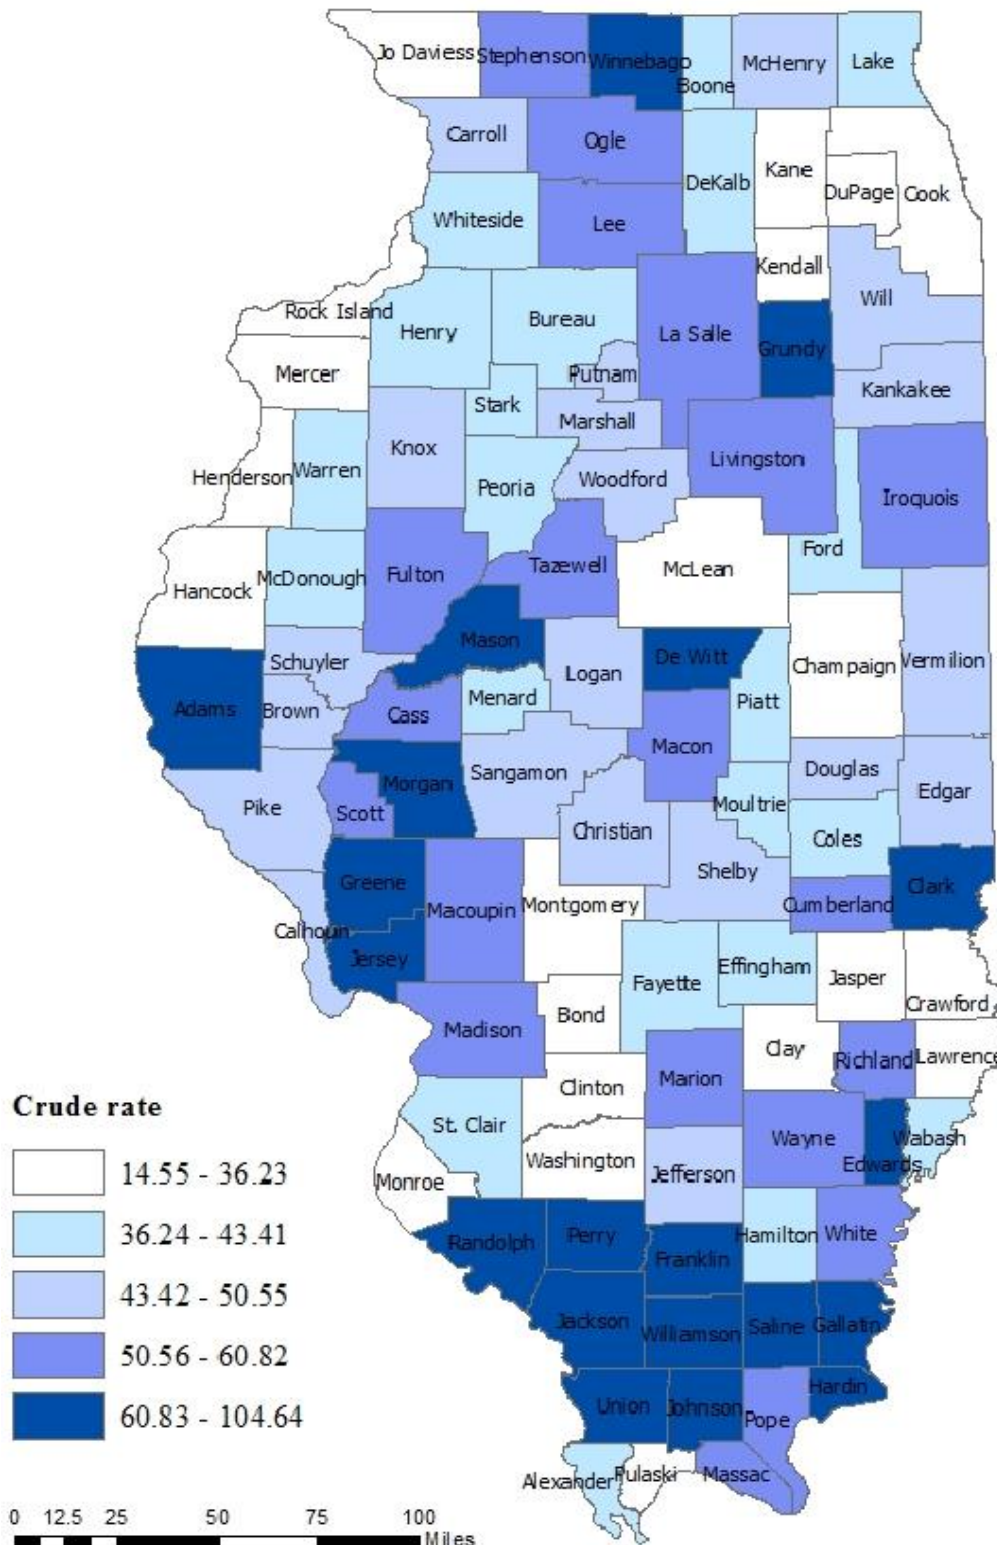 Jo Daviess
Stephenson
Winnebago
Boone
McHenry
Lake
Carroll
Ogle
DeKalb
Kane
DuPage
Cook
Whiteside
Lee
Kendall
Will
Rock Island
Henry
Bureau
La Salle
Grundy
Mercer
Putnam
Kankakee
Stark
Marshall
Knox
Henderson
Warren
Peoria
Woodford
Livingston
Iroquois
Ford
Hancock
McDonough
Fulton
Tazewell
McLean
Mason
Schuyler
Logan
De Witt
Champaign
Vermilion
Adams
Brown
Cass
Menard
Piatt
Macon
Morgan
Sangamon
Douglas
Pike
Scott
Moultrie
Edgar
Christian
Coles
Shelby
Greene
Macoupin
Montgomery
Cumberland
Clark
Calhoun
Jersey
Fayette
Effingham
Jasper
Crawford
Madison
Bond
Clay
Richland
Lawrence
Clinton
Marion
St. Clair
Wayne
Wabash
Edwards
Monroe
Washington
Jefferson
Randolph
Perry
Franklin
Hamilton
White
Jackson
Williamson
Saline
Gallatin
Union
Johnson
Pope
Hardin
Alexander
Pulaski
Massac
Crude rate
14.55 - 36.23
36.24 - 43.41
43.42 - 50.55
50.56 - 60.82
60.83 - 104.64
0 12.5 25 50 75 100
Miles